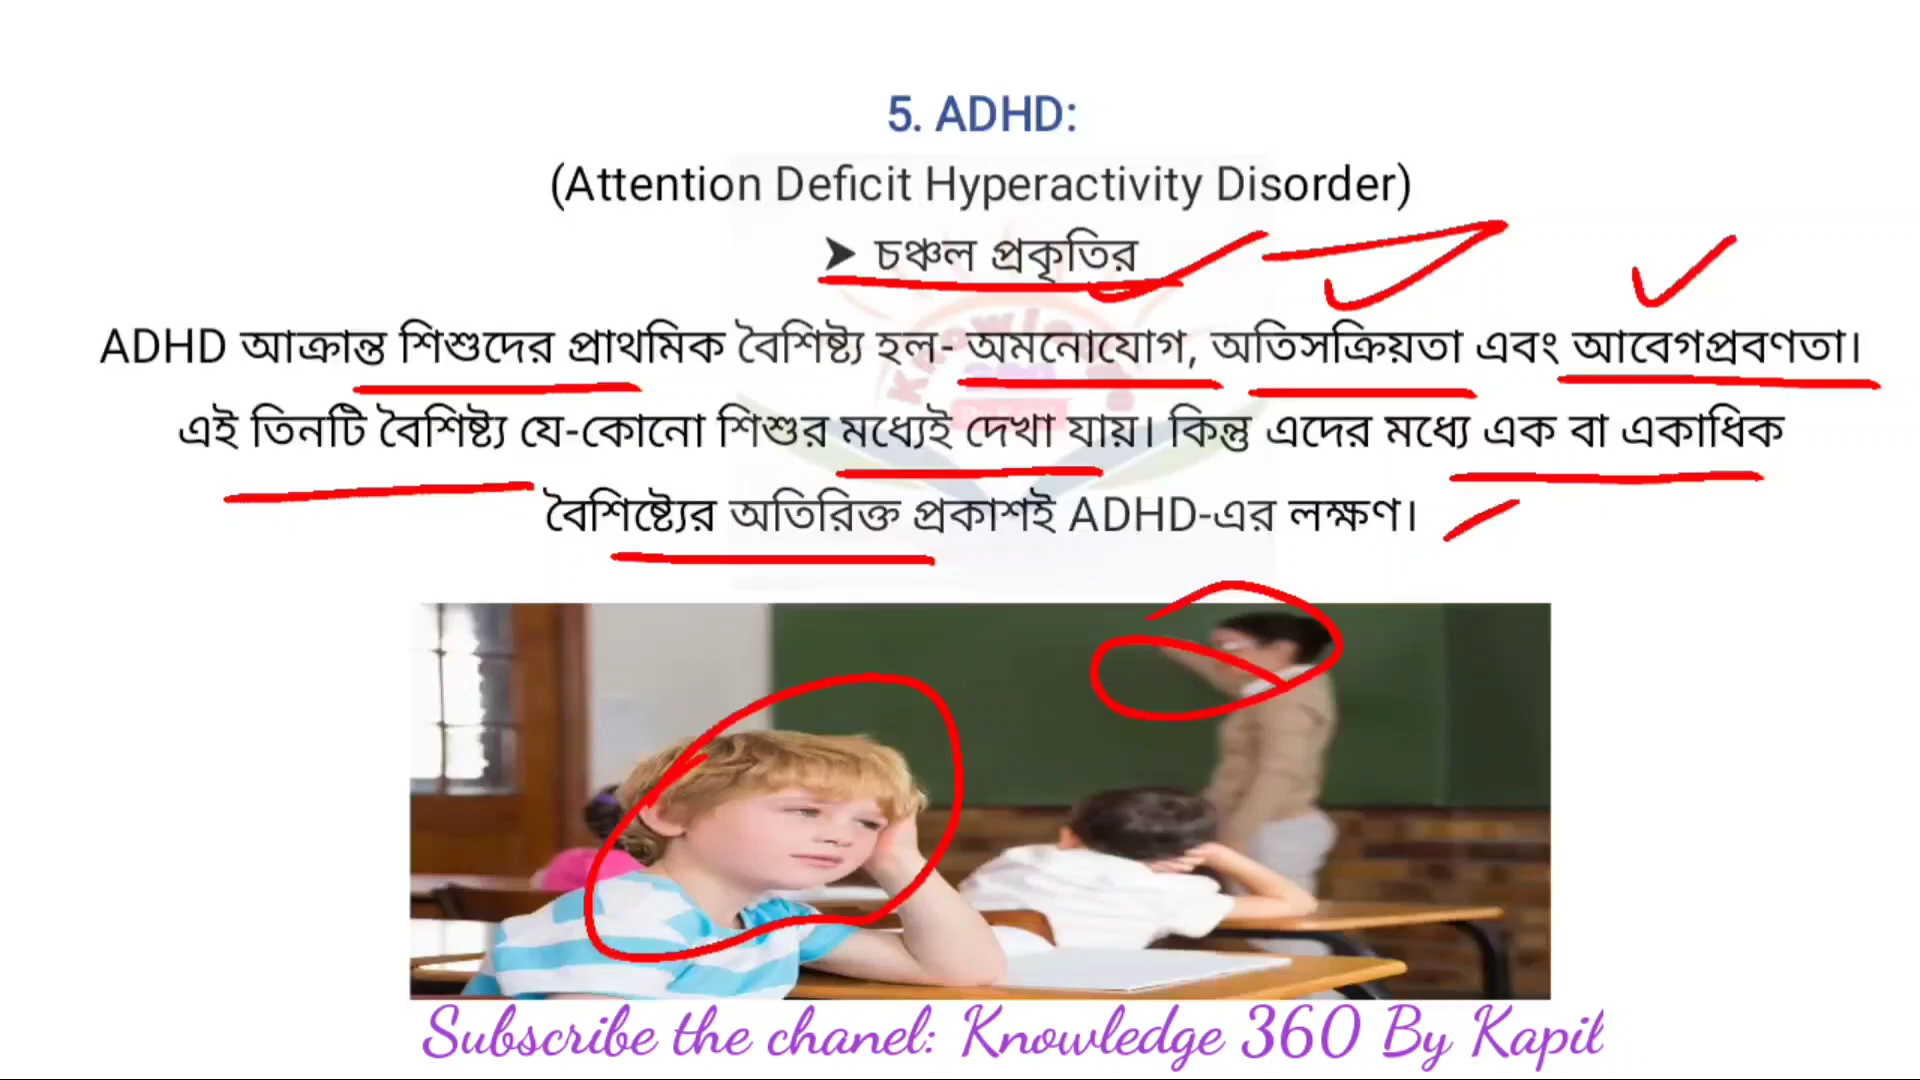 5. ADHD:
(Attention Deficit Hyperactivity Disorder)
➤ চঞ্চল প্রকৃতির
ADHD আক্রান্ত শিশুদের প্রাথমিক বৈশিষ্ট্য হল- অমনোযোগ, অতিসক্রিয়তা এবং আবেগপ্রবণতা।
এই তিনটি বৈশিষ্ট্য যে-কোনো শিশুর মধ্যেই দেখা যায়। কিন্তু এদের মধ্যে এক বা একাধিক
বৈশিষ্ট্যের অতিরিক্ত প্রকাশই ADHD-এর লক্ষণ।
Subscribe the chanel: Knowledge 360 By Kapil